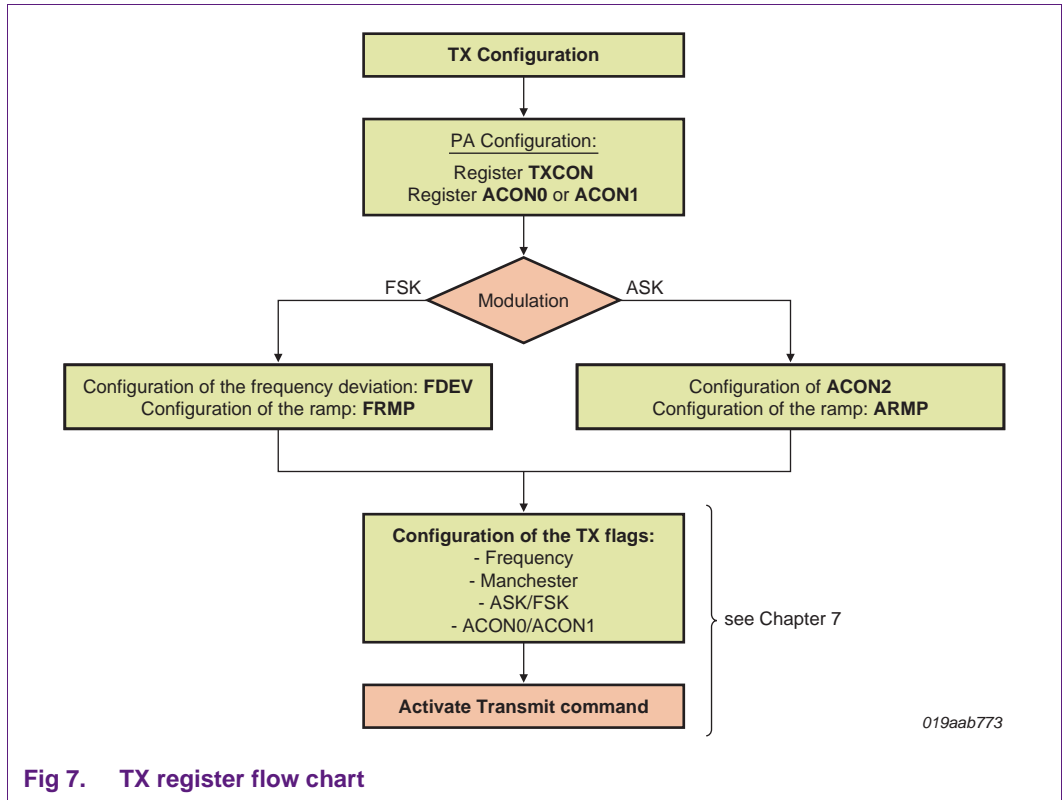 TX Configuration
PA Configuration:
Register TXCON
Register ACON0 or ACON1
FSK
Modulation
ASK
Configuration of the frequency deviation: FDEV
Configuration of the ramp: FRMP
Configuration of ACON2
Configuration of the ramp: ARMP
Configuration of the TX flags:
- Frequency
- Manchester
- ASK/FSK
- ACON0/ACON1
see Chapter 7
Activate Transmit command
019aab773
Fig 7. TX register flow chart